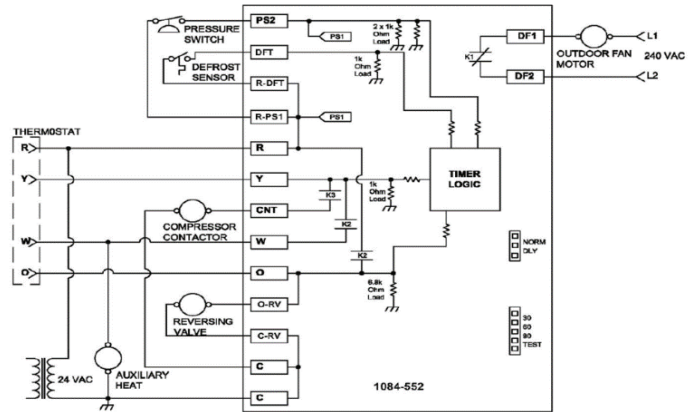 PS2
PRESSURE
SWITCH
PS1
2 x 1k
Ohm
Load
DFT
DEFROST
SENSOR
1k
Ohm
Load
R-DFT
R-PS1
PS1
DF1
K1
DF2
OUTDOOR FAN
MOTOR
L1
240 VAC
L2
THERMOSTAT
R
R
Y
Y
K3
1k
Ohm
Load
TIMER
LOGIC
CNT
COMPRESSOR
CONTACTOR
K2
W
W
K2
NORM
DLY
O
O
6.8k
Ohm
Load
O-RV
REVERSING
VALVE
C-RV
30
60
90
TEST
C
24 VAC
AUXILIARY
HEAT
C
1084-552